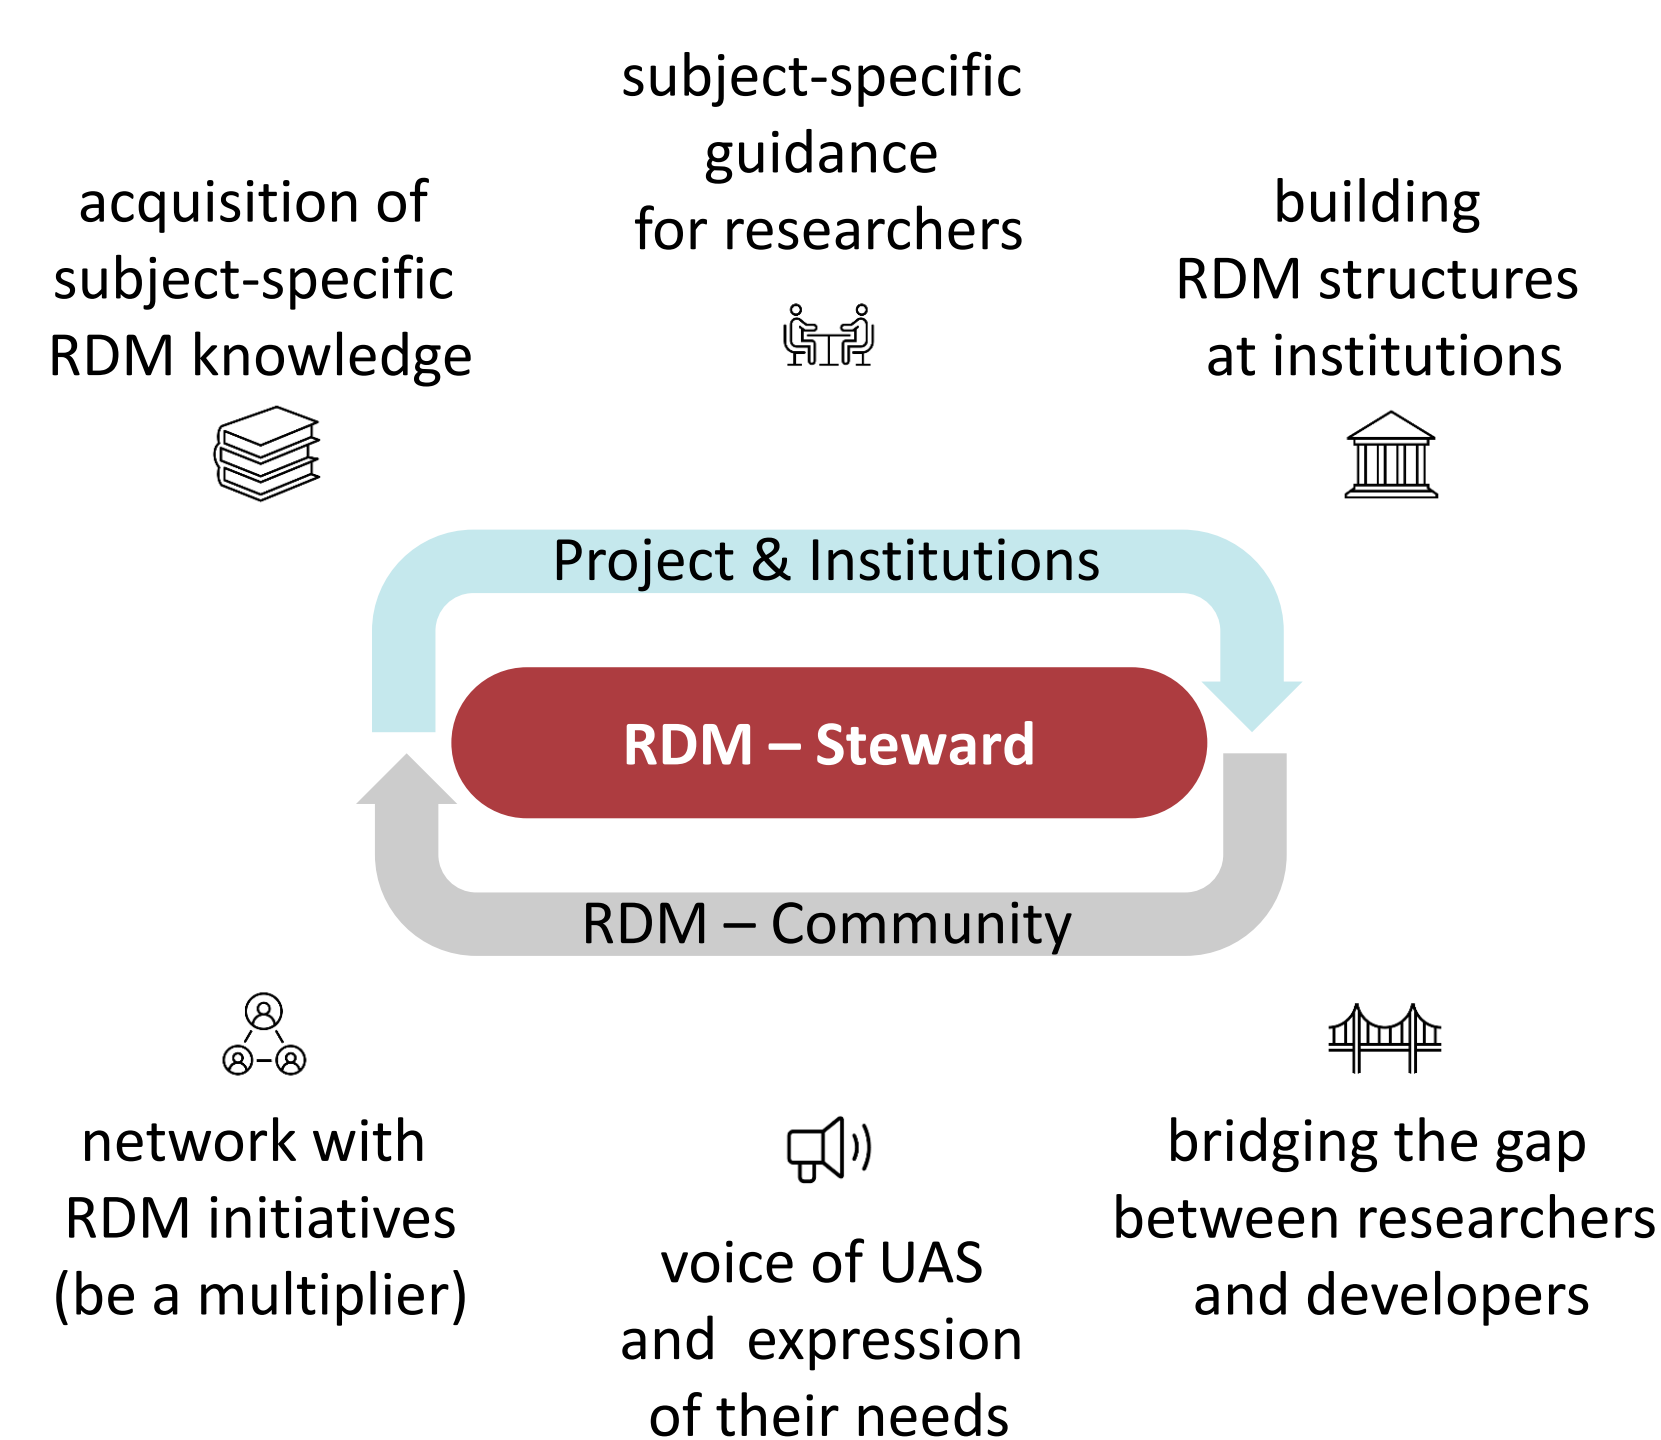 subject-specific
guidance
for researchers
acquisition of
subject-specific
RDM knowledge
building
RDM structures
at institutions
Project & Institutions
RDM – Steward
RDM – Community
network with
RDM initiatives
(be a multiplier)
voice of UAS
and  expression
of their needs
bridging the gap
between researchers
and developers